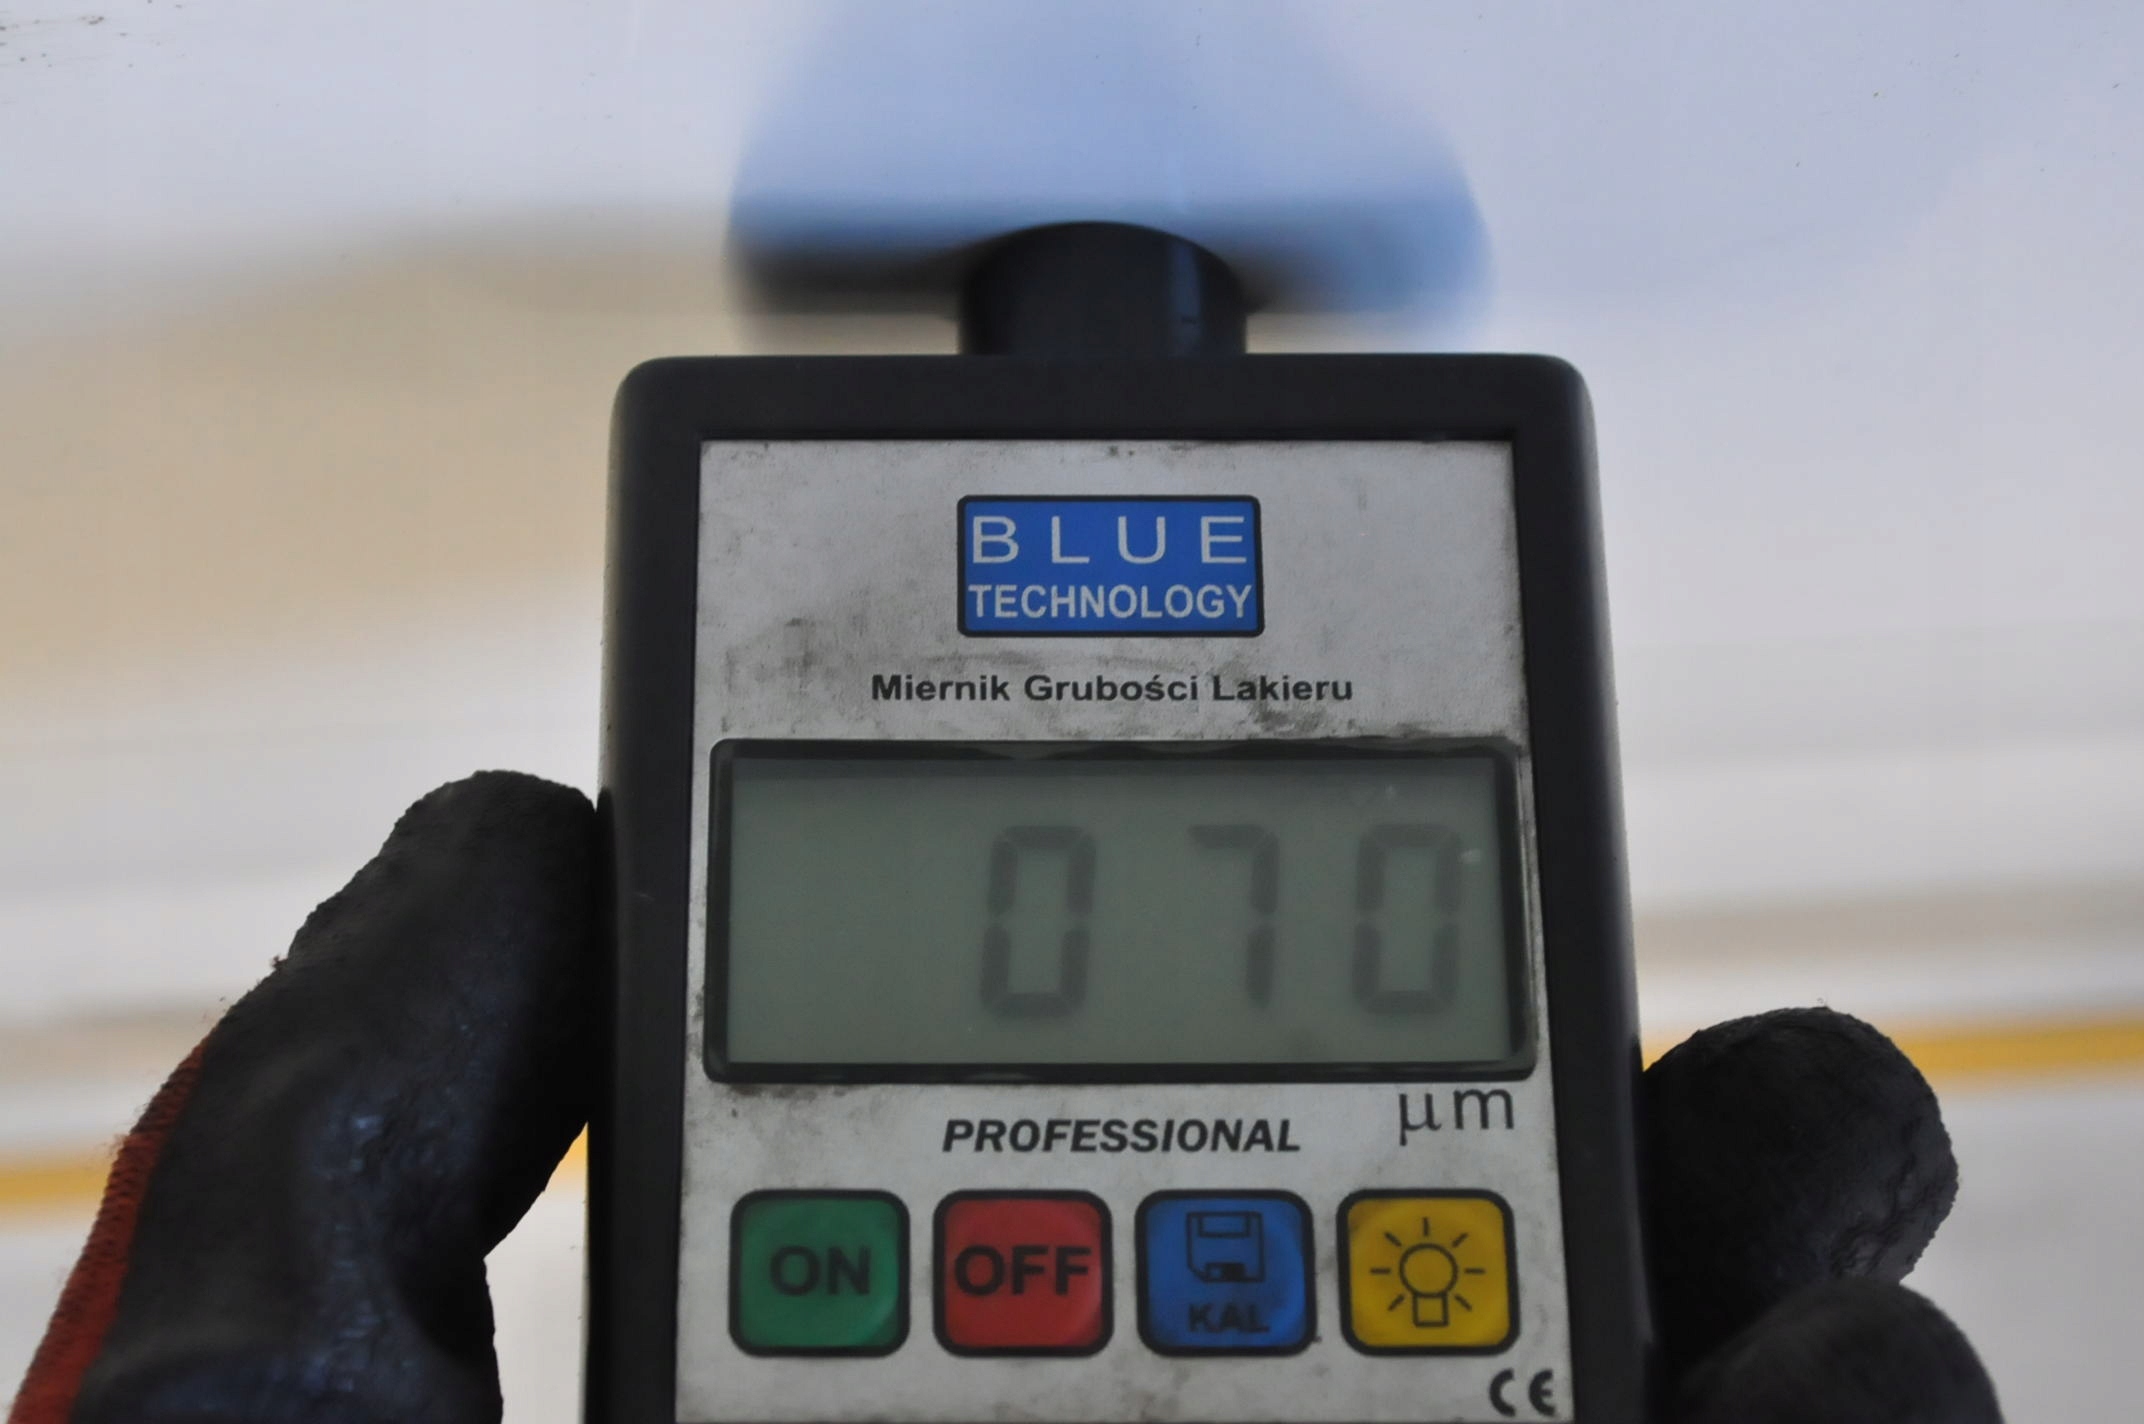 BLUE
TECHNOLOGY
Miernik Grubości Lakieru
070
µm
PROFESSIONAL
ON OFF KAL
CE